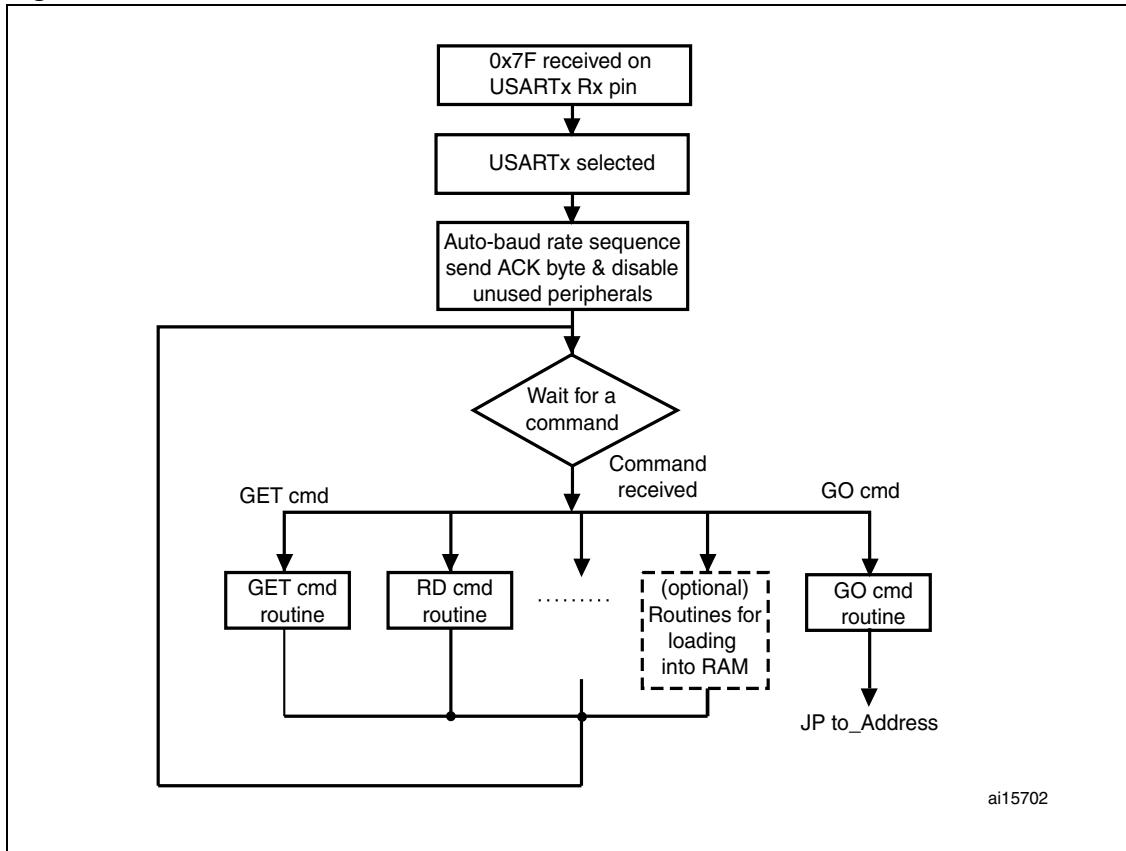 0x7F received on
USARTx Rx pin
USARTx selected
Auto-baud rate sequence
send ACK byte & disable
unused peripherals
Wait for a
command
Command
received
GET cmd
GO cmd
GET cmd
routine
RD cmd
routine
.........
(optional)
Routines for
loading
into RAM
GO cmd
routine
JP to_Address
ai15702